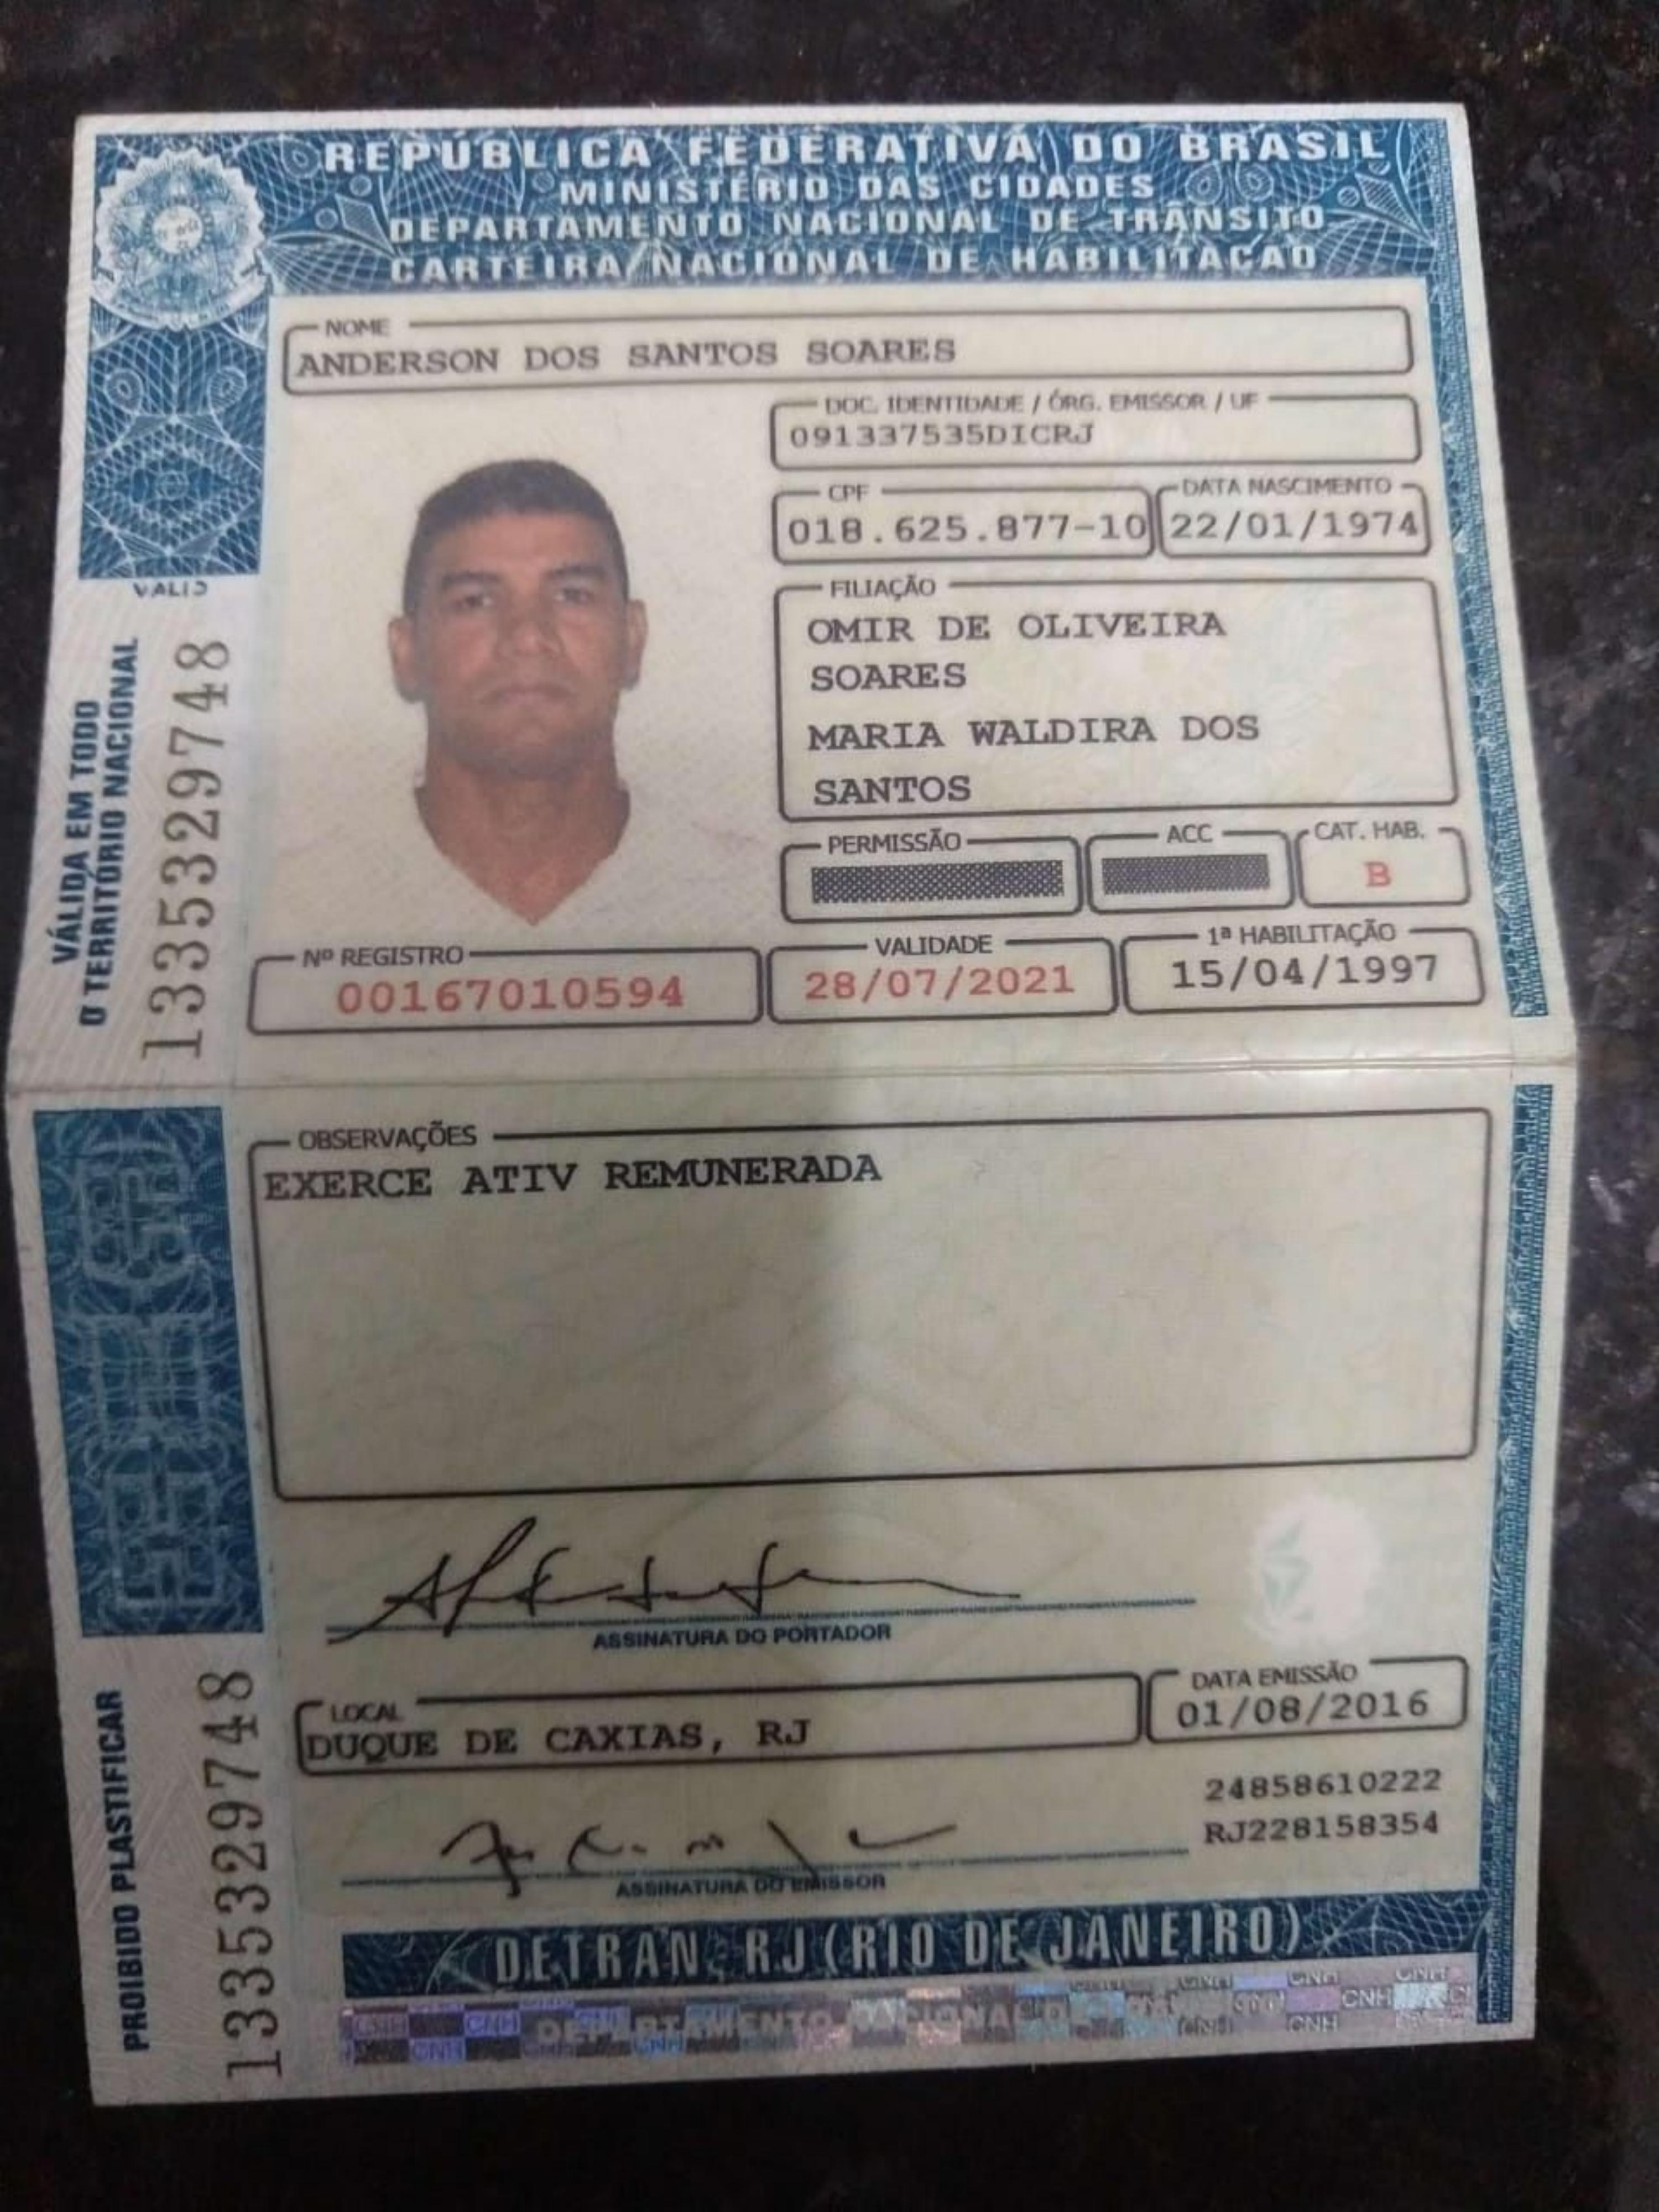 REPÚBLICA FEDERATIVA DO BRASIL
MINISTÉRIO DAS CIDADES
DEPARTAMENTO NACIONAL DE TRÂNSITO
CARTEIRA NACIONAL DE HABILITAÇÃO
NOME
ANDERSON DOS SANTOS SOARES
DOC. IDENTIDADE / ÓRG. EMISSOR / UF
091337535DICRJ
CPF
018.625.877-10
DATA NASCIMENTO
22/01/1974
FILIAÇÃO
OMIR DE OLIVEIRA
SOARES
MARIA WALDIRA DOS
SANTOS
PERMISSÃO
ACC
CAT. HAB.
B
Nº REGISTRO
00167010594
VALIDADE
28/07/2021
1ª HABILITAÇÃO
15/04/1997
VÁLIDA EM TODO
O TERRITÓRIO NACIONAL
1335329748
OBSERVAÇÕES
EXERCE ATIV REMUNERADA
ASSINATURA DO PORTADOR
LOCAL
DUQUE DE CAXIAS, RJ
DATA EMISSÃO
01/08/2016
24858610222
RJ228158354
ASSINATURA DO EMISSOR
PROIBIDO PLASTIFICAR
1335329748
DETRAN, RJ (RIO DE JANEIRO)
DEPARTAMENTO NACIONAL D
CNH CNH CNH CNH